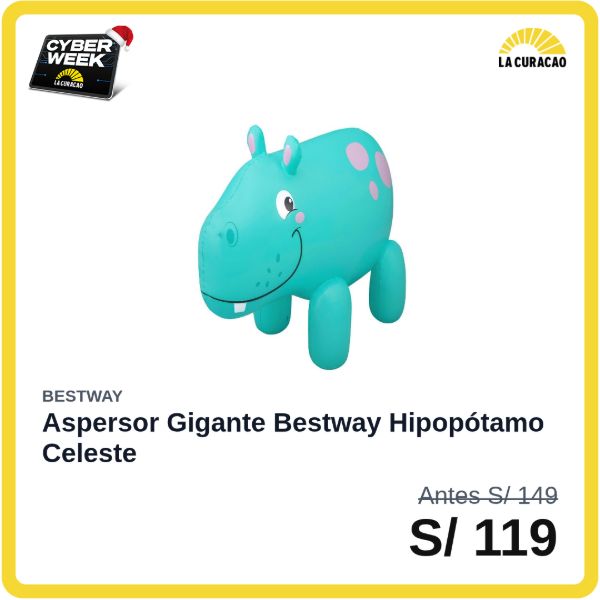 CYBER
WEEK
LA CURACAO
LA CURACAO
BESTWAY
Aspersor Gigante Bestway Hipopótamo
Celeste
Antes S/ 149
S/ 119